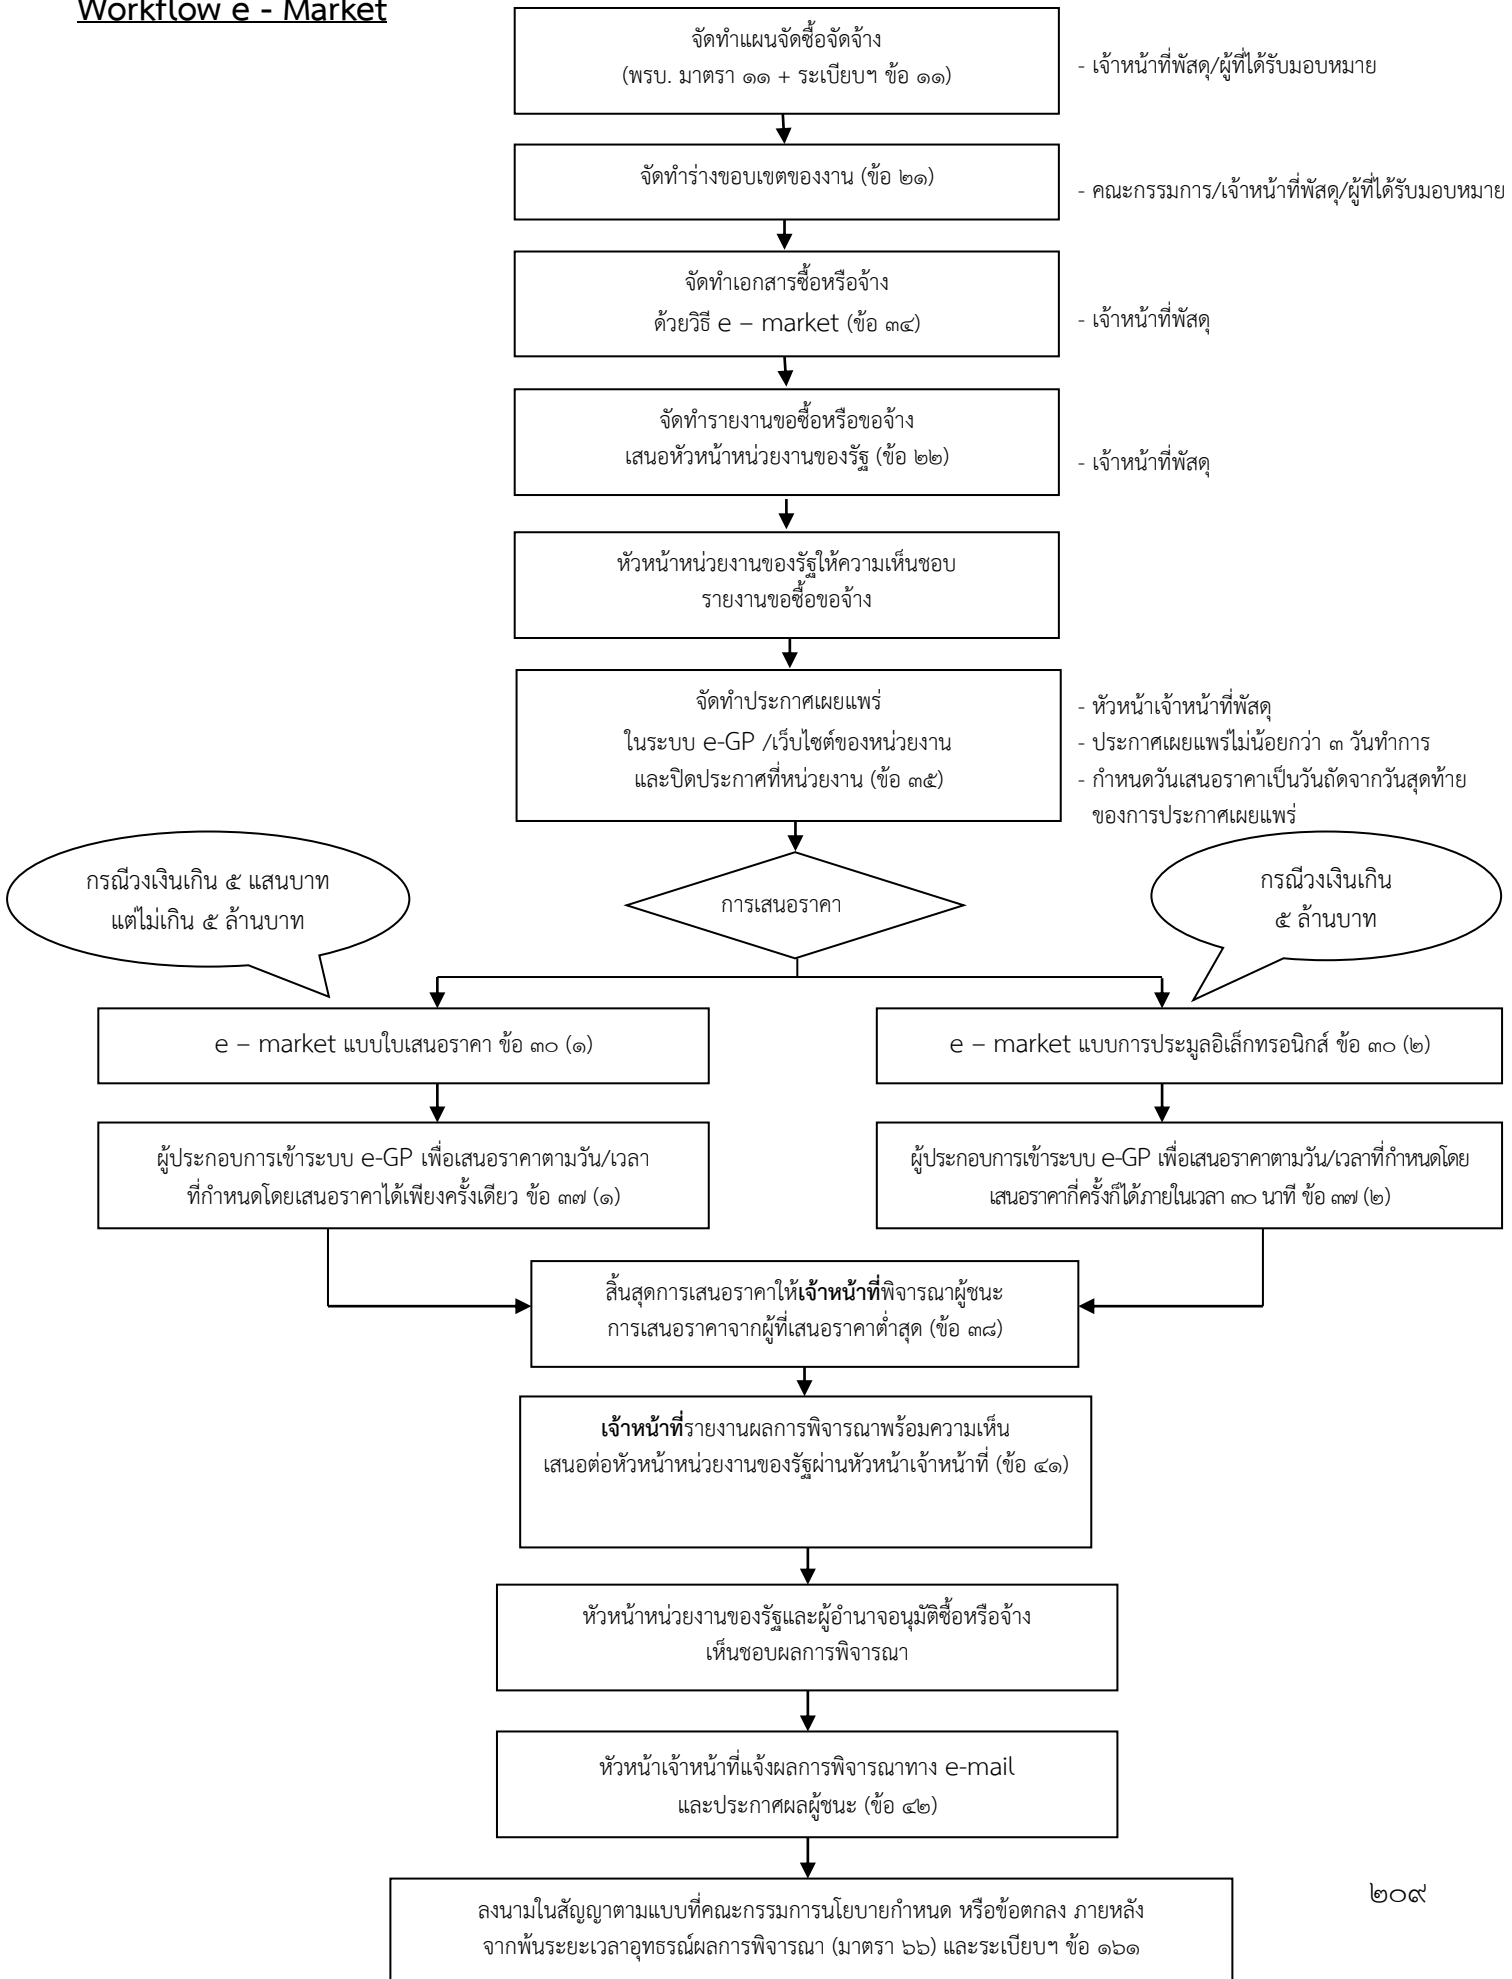 Workflow e - Market
จัดทำแผนจัดซื้อจัดจ้าง
(พรบ. มาตรา ๑๑ + ระเบียบฯ ข้อ ๑๑)
- เจ้าหน้าที่พัสดุ/ผู้ที่ได้รับมอบหมาย
จัดทำร่างขอบเขตของงาน (ข้อ ๒๑)
- คณะกรรมการ/เจ้าหน้าที่พัสดุ/ผู้ที่ได้รับมอบหมาย
จัดทำเอกสารซื้อหรือจ้าง
ด้วยวิธี e – market (ข้อ ๓๔)
- เจ้าหน้าที่พัสดุ
จัดทำรายงานขอซื้อหรือขอจ้าง
เสนอหัวหน้าหน่วยงานของรัฐ (ข้อ ๒๒)
- เจ้าหน้าที่พัสดุ
หัวหน้าหน่วยงานของรัฐให้ความเห็นชอบ
รายงานขอซื้อขอจ้าง
จัดทำประกาศเผยแพร่
ในระบบ e-GP /เว็บไซต์ของหน่วยงาน
และปิดประกาศที่หน่วยงาน (ข้อ ๓๕)
- หัวหน้าเจ้าหน้าที่พัสดุ
- ประกาศเผยแพร่ไม่น้อยกว่า ๓ วันทำการ
- กำหนดวันเสนอราคาเป็นวันถัดจากวันสุดท้าย
ของการประกาศเผยแพร่
กรณีวงเงินเกิน ๕ แสนบาท
แต่ไม่เกิน ๕ ล้านบาท
การเสนอราคา
กรณีวงเงินเกิน
๕ ล้านบาท
e – market แบบใบเสนอราคา ข้อ ๓๐ (๑)
e – market แบบการประมูลอิเล็กทรอนิกส์ ข้อ ๓๐ (๒)
ผู้ประกอบการเข้าระบบ e-GP เพื่อเสนอราคาตามวัน/เวลา
ที่กำหนดโดยเสนอราคาได้เพียงครั้งเดียว ข้อ ๓๗ (๑)
ผู้ประกอบการเข้าระบบ e-GP เพื่อเสนอราคาตามวัน/เวลาที่กำหนดโดย
เสนอราคากี่ครั้งก็ได้ภายในเวลา ๓๐ นาที ข้อ ๓๗ (๒)
สิ้นสุดการเสนอราคาให้เจ้าหน้าที่พิจารณาผู้ชนะ
การเสนอราคาจากผู้ที่เสนอราคาต่ำสุด (ข้อ ๓๘)
เจ้าหน้าที่รายงานผลการพิจารณาพร้อมความเห็น
เสนอต่อหัวหน้าหน่วยงานของรัฐผ่านหัวหน้าเจ้าหน้าที่ (ข้อ ๔๑)
หัวหน้าหน่วยงานของรัฐและผู้อำนาจอนุมัติซื้อหรือจ้าง
เห็นชอบผลการพิจารณา
หัวหน้าเจ้าหน้าที่แจ้งผลการพิจารณาทาง e-mail
และประกาศผลผู้ชนะ (ข้อ ๔๒)
๒๐๙
ลงนามในสัญญาตามแบบที่คณะกรรมการนโยบายกำหนด หรือข้อตกลง ภายหลัง
จากพ้นระยะเวลาอุทธรณ์ผลการพิจารณา (มาตรา ๖๖) และระเบียบฯ ข้อ ๑๖๑